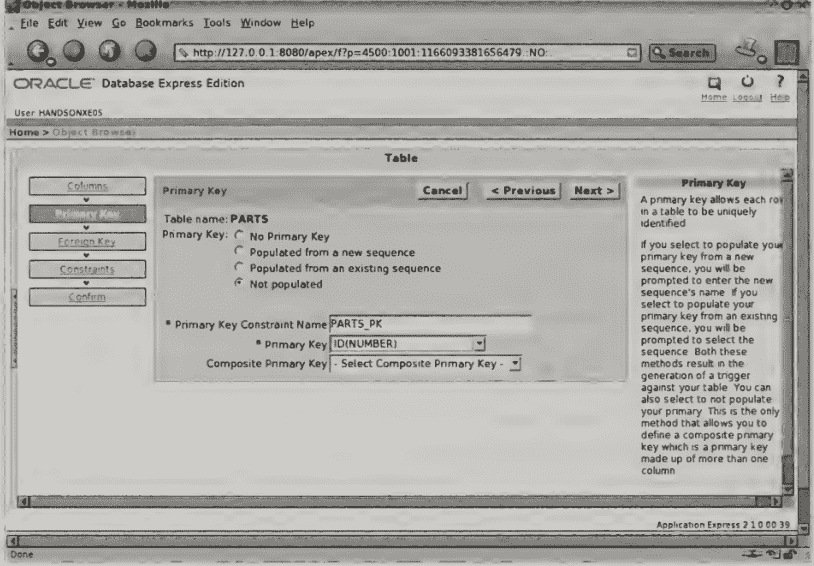 Object Browser - Mozilla
File Edit View Go Bookmarks Tools Window Help
http://127.0.0.1:8080/apex/f?p=4500:1001:1166093381656479::NO:
Search
ORACLE Database Express Edition
Home Logout Help
User HANDSONXE05
Home > Object Browser
Table
Columns
Primary Key
Foreign Key
Constraints
Confirm
Primary Key
Cancel < Previous Next >
Table name: PARTS
Primary Key: No Primary Key
Populated from a new sequence
Populated from an existing sequence
Not populated
* Primary Key Constraint Name PARTS_PK
* Primary Key ID(NUMBER)
Composite Primary Key - Select Composite Primary Key -
Primary Key
A primary key allows each row
in a table to be uniquely
identified
If you select to populate your
primary key from a new
sequence, you will be
prompted to enter the new
sequence's name. If you
select to populate your
primary key from an existing
sequence, you will be
prompted to select the
sequence. Both these
methods result in the
generation of a trigger
against your table. You can
also select to not populate
your primary. This is the only
method that allows you to
define a composite primary
key which is a primary key
made up of more than one
column
Application Express 2.1.0.00.39
Done